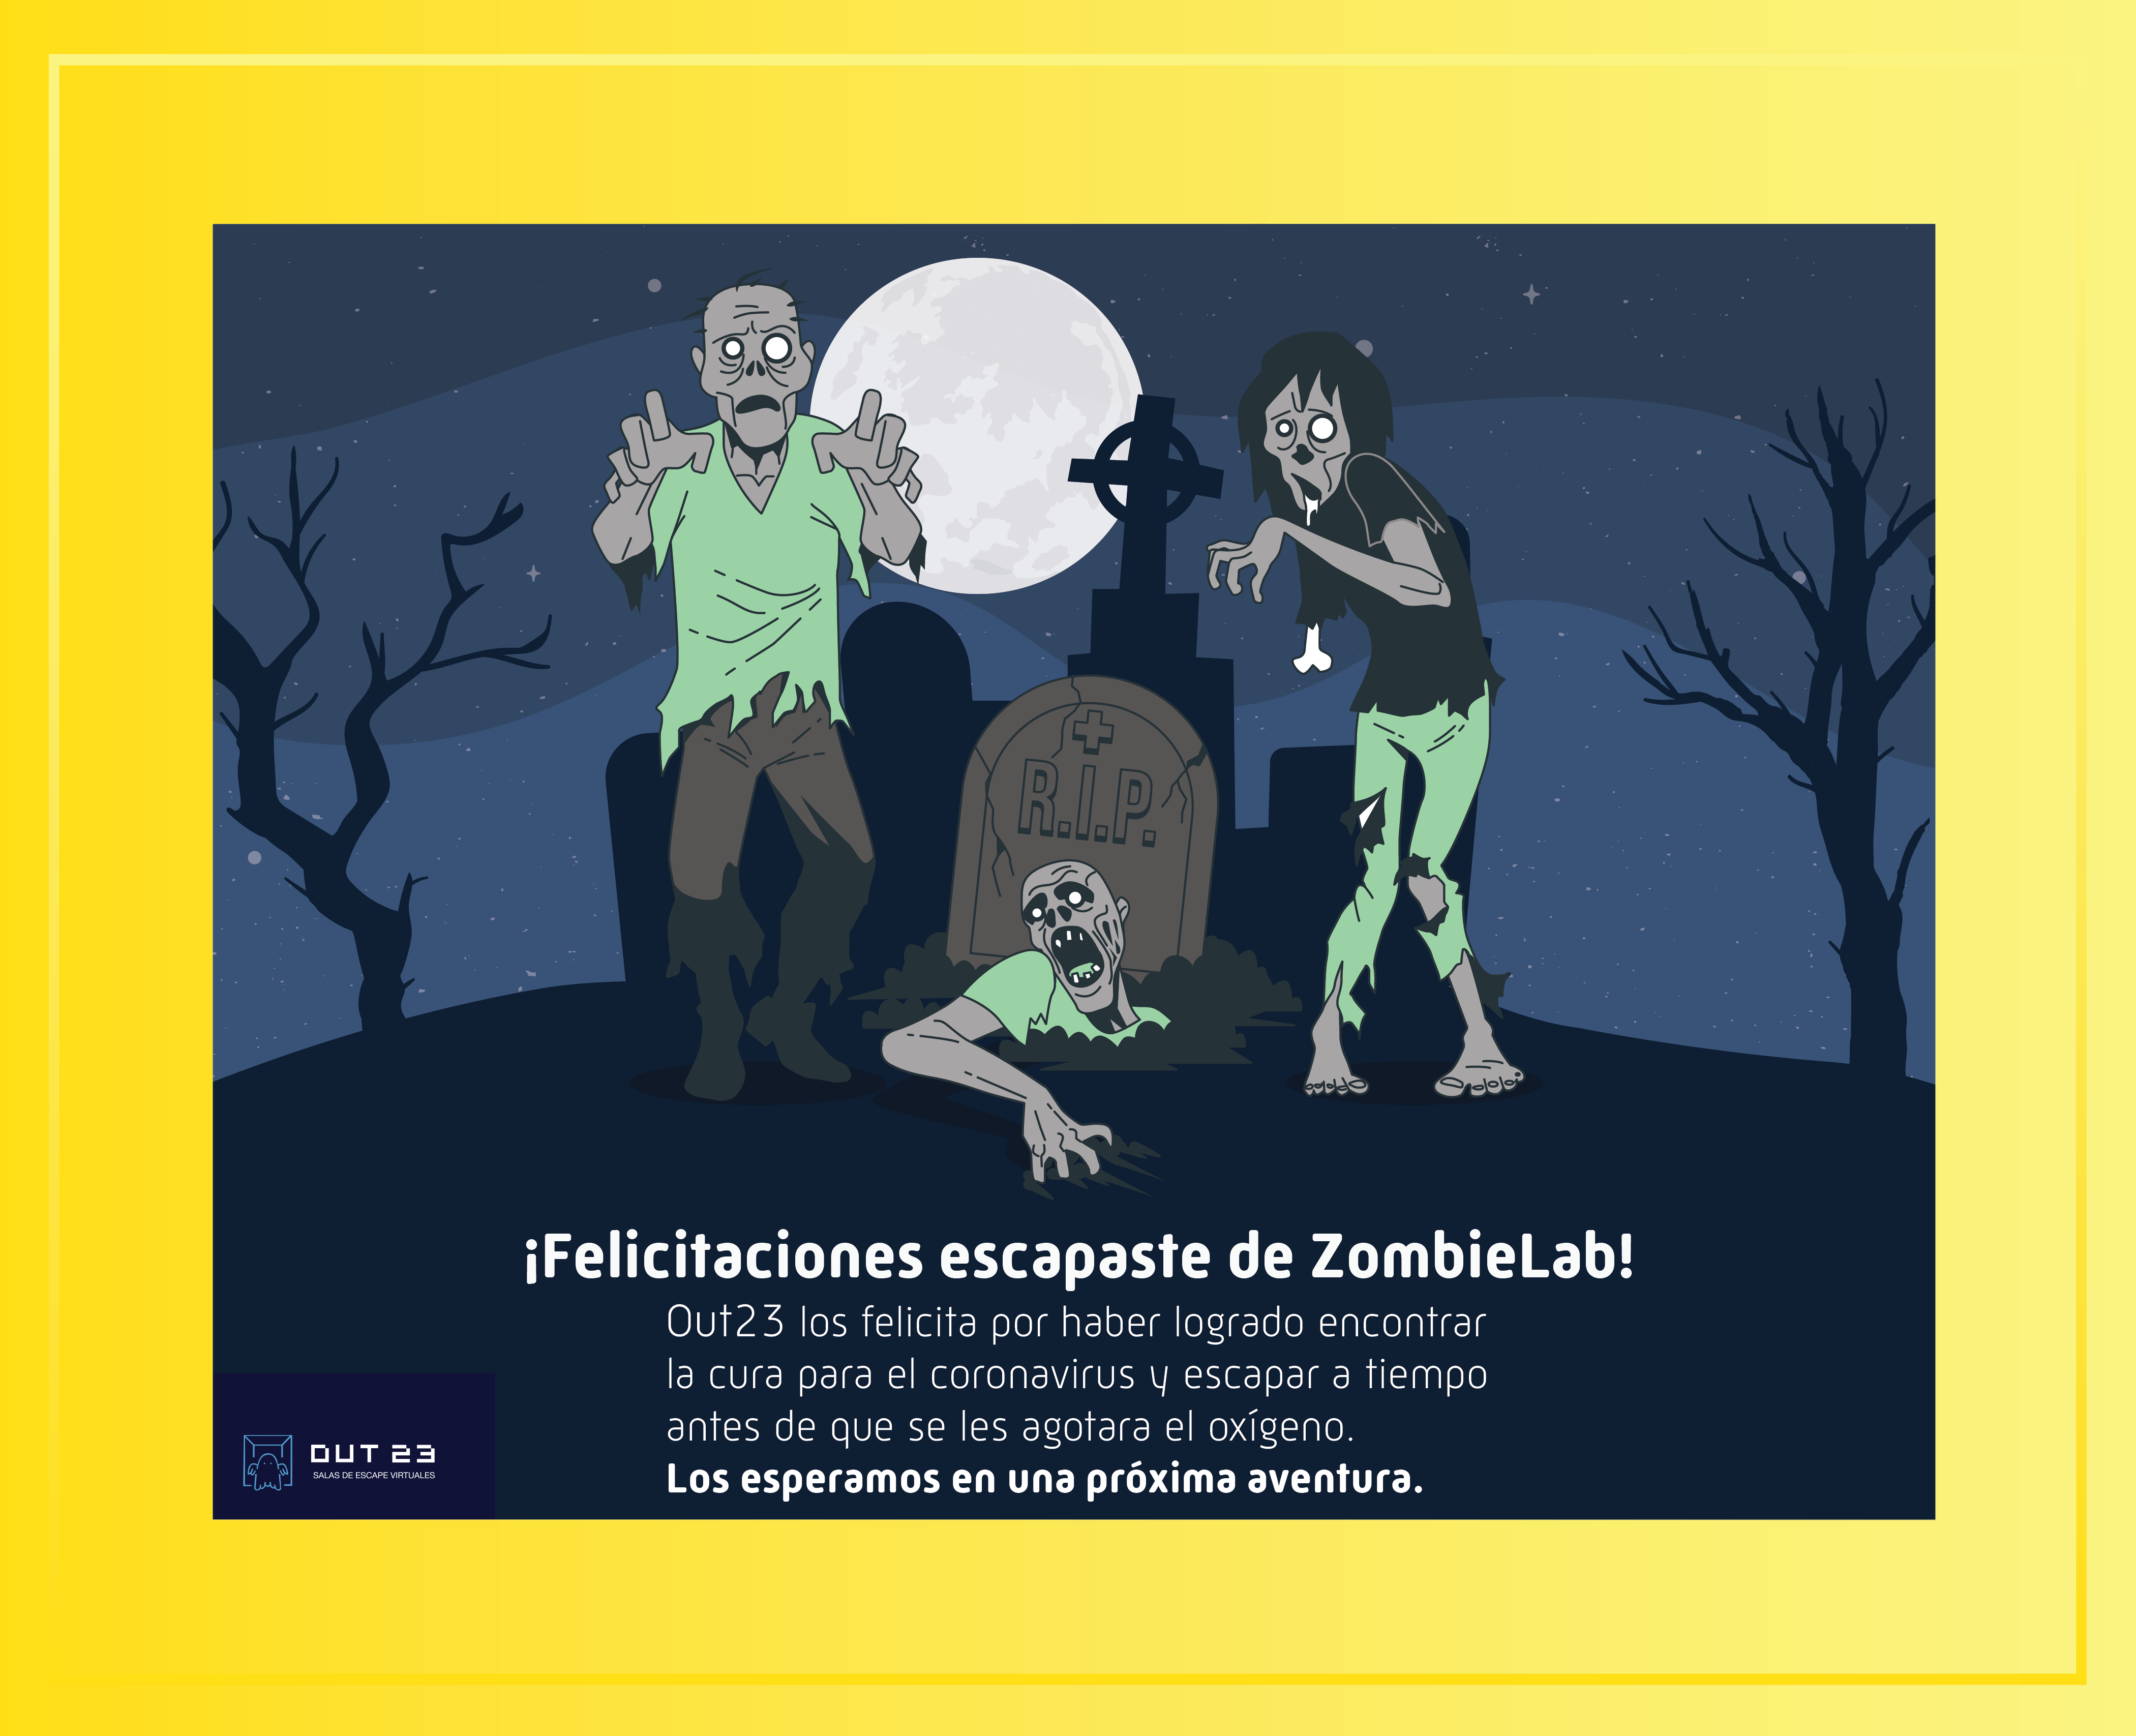 R.I.P.
¡Felicitaciones escapaste de ZombieLab!
Out23 los felicita por haber logrado encontrar
la cura para el coronavirus y escapar a tiempo
antes de que se les agotara el oxígeno.
Los esperamos en una próxima aventura.
OUT 23
SALAS DE ESCAPE VIRTUALES